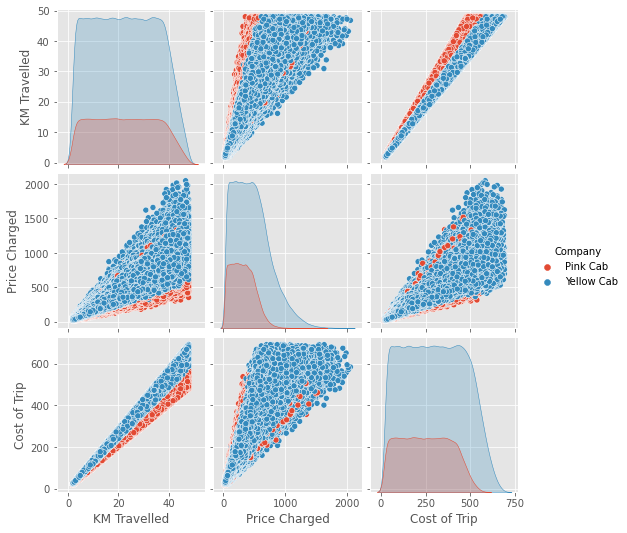 50
40
30
20
10
0
KM Travelled
2000
1500
1000
500
0
Price Charged
Company
Pink Cab
Yellow Cab
600
400
200
0
Cost of Trip
0 20 40
KM Travelled
0 1000 2000
Price Charged
0 250 500 750
Cost of Trip